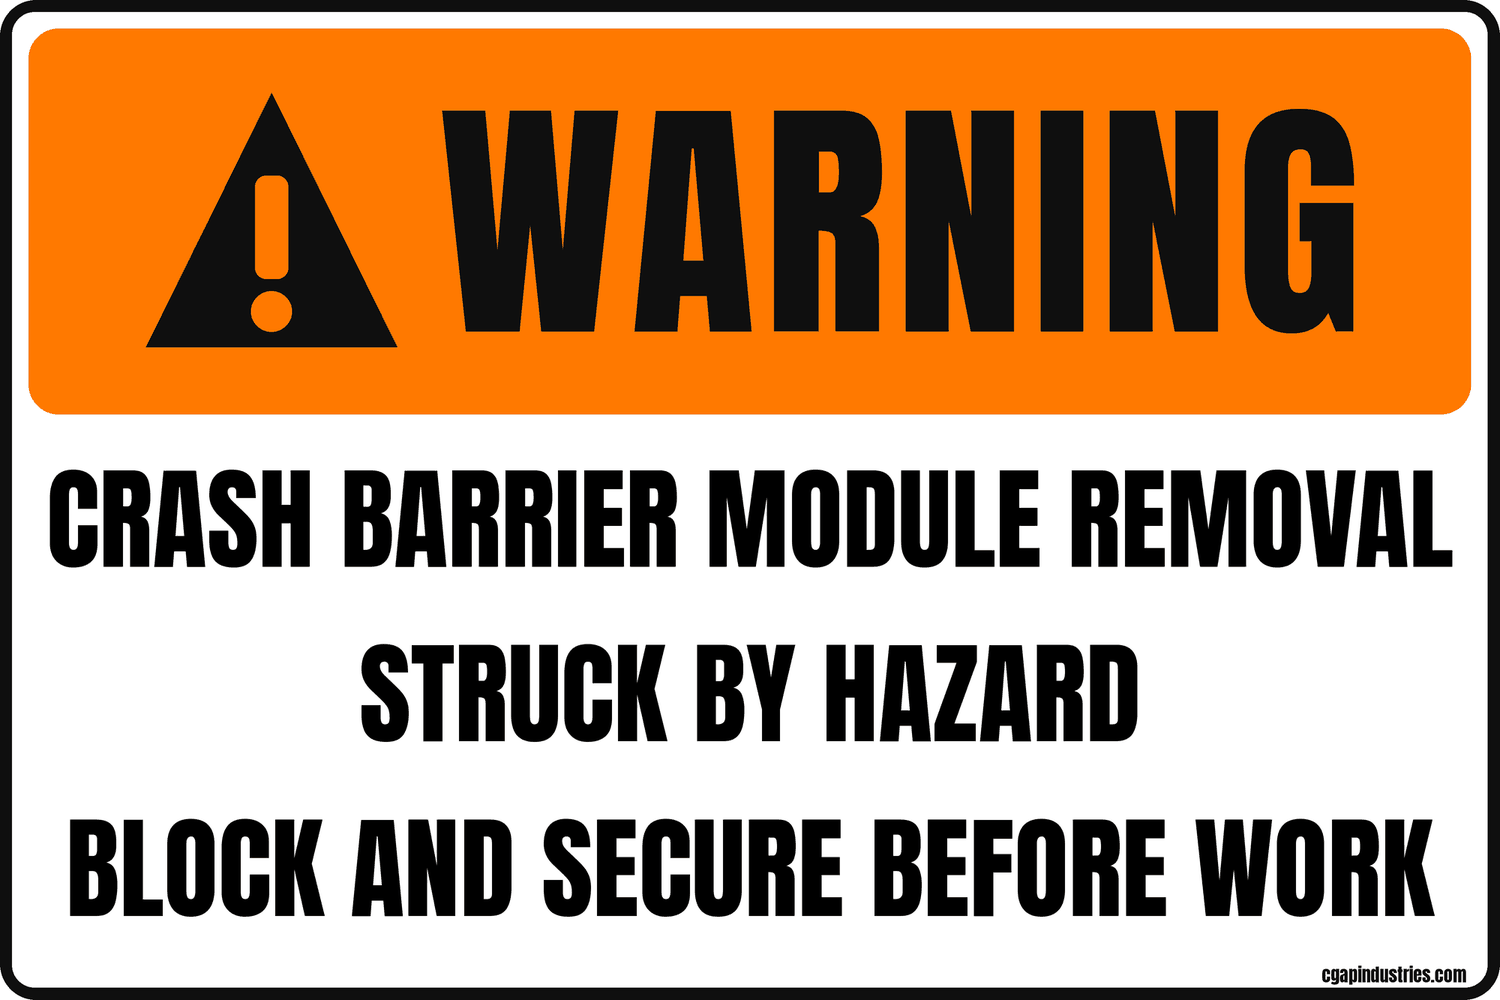 WARNING
CRASH BARRIER MODULE REMOVAL
STRUCK BY HAZARD
BLOCK AND SECURE BEFORE WORK
cgapindustries.com